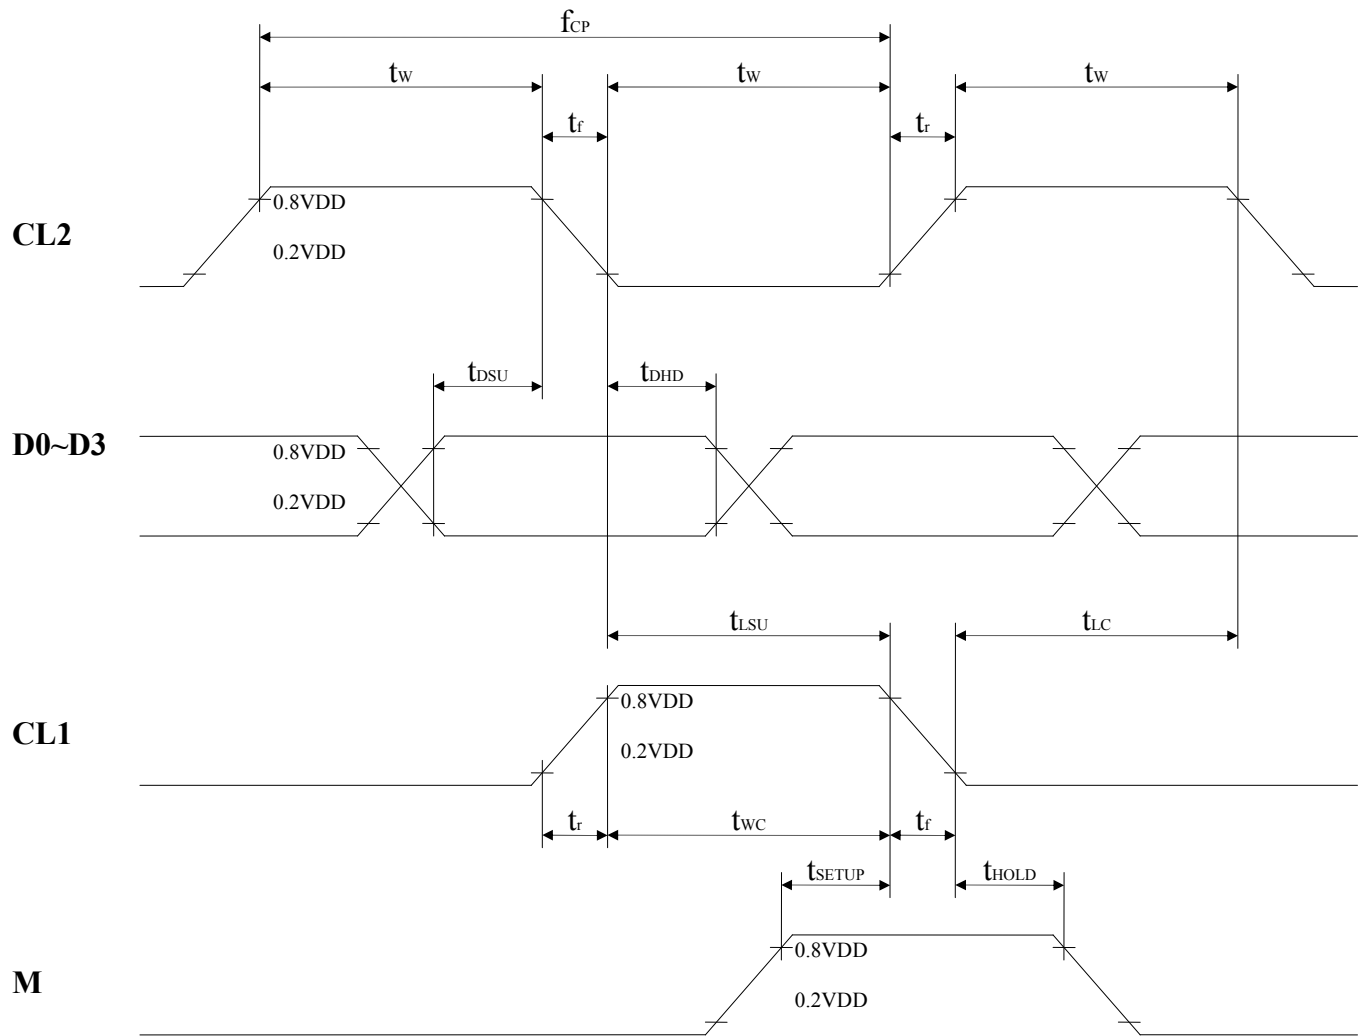 fCP
tW tW tW
tf tr
CL2
0.8VDD
0.2VDD
tDSU tDHD
D0~D3
0.8VDD
0.2VDD
tLSU tLC
CL1
0.8VDD
0.2VDD
tr tWC tf
tSETUP tHOLD
M
0.8VDD
0.2VDD